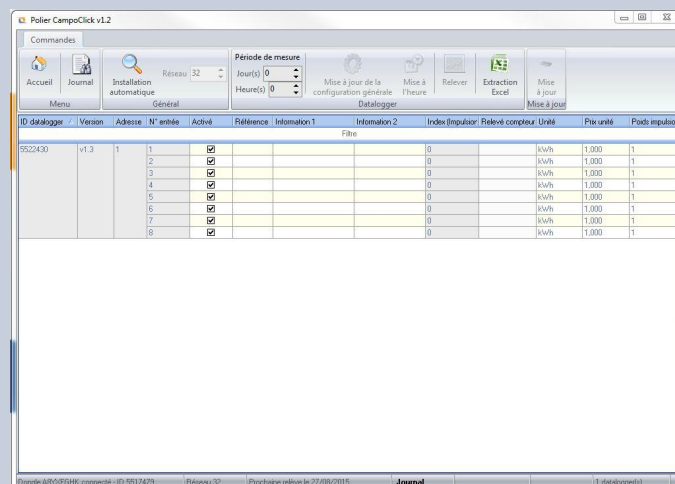 Polier CampoClick v1.2
Commandes
Accueil
Journal
Menu
Installation automatique
Réseau 32
Général
Période de mesure
Jour(s) 0
Heure(s) 0
Mise à jour de la configuration générale
Mise à l'heure
Relever
Extraction Excel
Datalogger
Mise à jour
Mise à jour
ID datalogger Version Adresse N° entrée Activé Référence Information 1 Information 2 Index (Impulsior Relevé compteur Unité Prix unité Poids impulsio
Filtre
5522430 v1.3 1 1 0 kWh 1,000 1
2 0 kWh 1,000 1
3 0 kWh 1,000 1
4 0 kWh 1,000 1
5 0 kWh 1,000 1
6 0 kWh 1,000 1
7 0 kWh 1,000 1
8 0 kWh 1,000 1
connecté - ID 5517479 Réseau 32 Prochaine relève le 27/08/2015 Journal 1 datalogger(s)